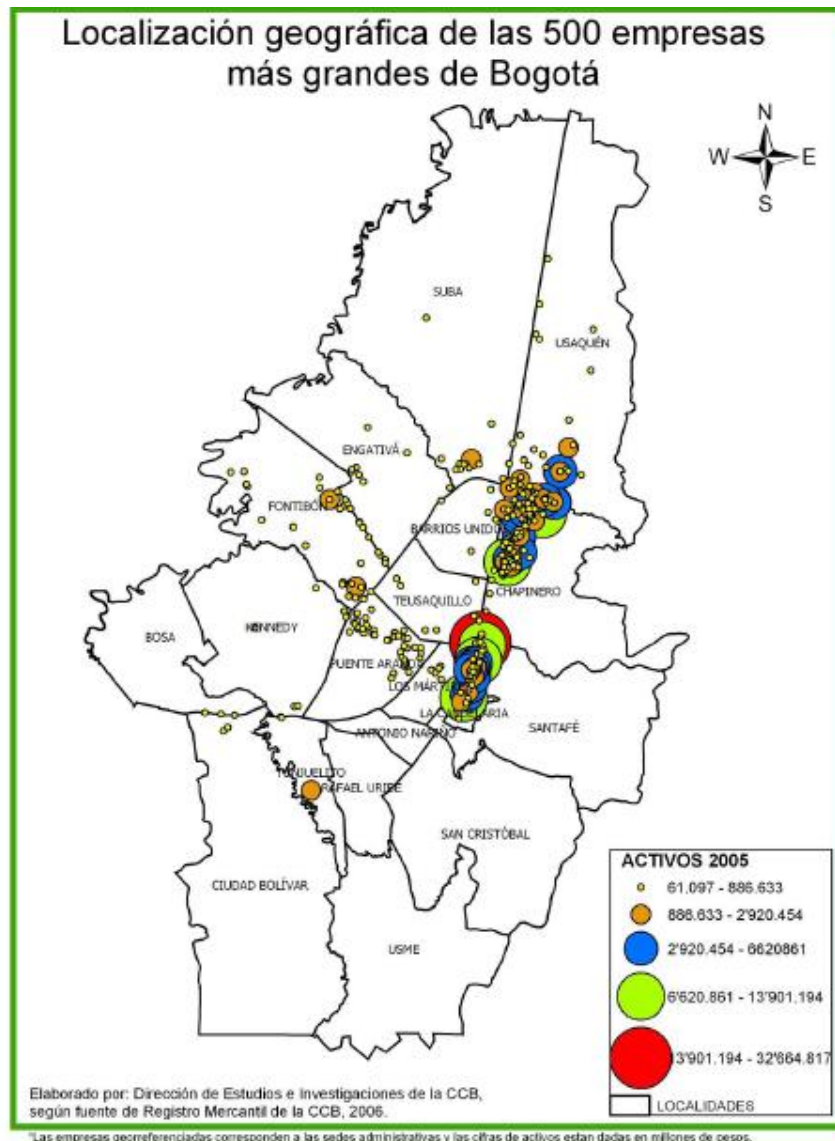 Localización geográfica de las 500 empresas
más grandes de Bogotá
N
W E
S
SUBA
USAQUÉN
ENGATIVÁ
FONTIBÓN
BARRIOS UNIDOS
CHAPINERO
TEUSAQUILLO
BOSA
KENNEDY
PUENTE ARANDA
LOS MÁRTIRES
LA CANDELARIA
SANTAFÉ
ANTONIO NARIÑO
TUNJUELITO
RAFAEL URIBE
SAN CRISTÓBAL
CIUDAD BOLÍVAR
USME
ACTIVOS 2005
61.097 - 886.633
886.633 - 2'920.454
2'920.454 - 6620861
6'620.861 - 13'901.194
13'901.194 - 32'664.817
LOCALIDADES
Elaborado por: Dirección de Estudios e Investigaciones de la CCB,
según fuente de Registro Mercantil de la CCB, 2006.
*Las empresas georreferenciadas corresponden a las sedes administrativas y las cifras de activos estan dadas en millones de pesos.